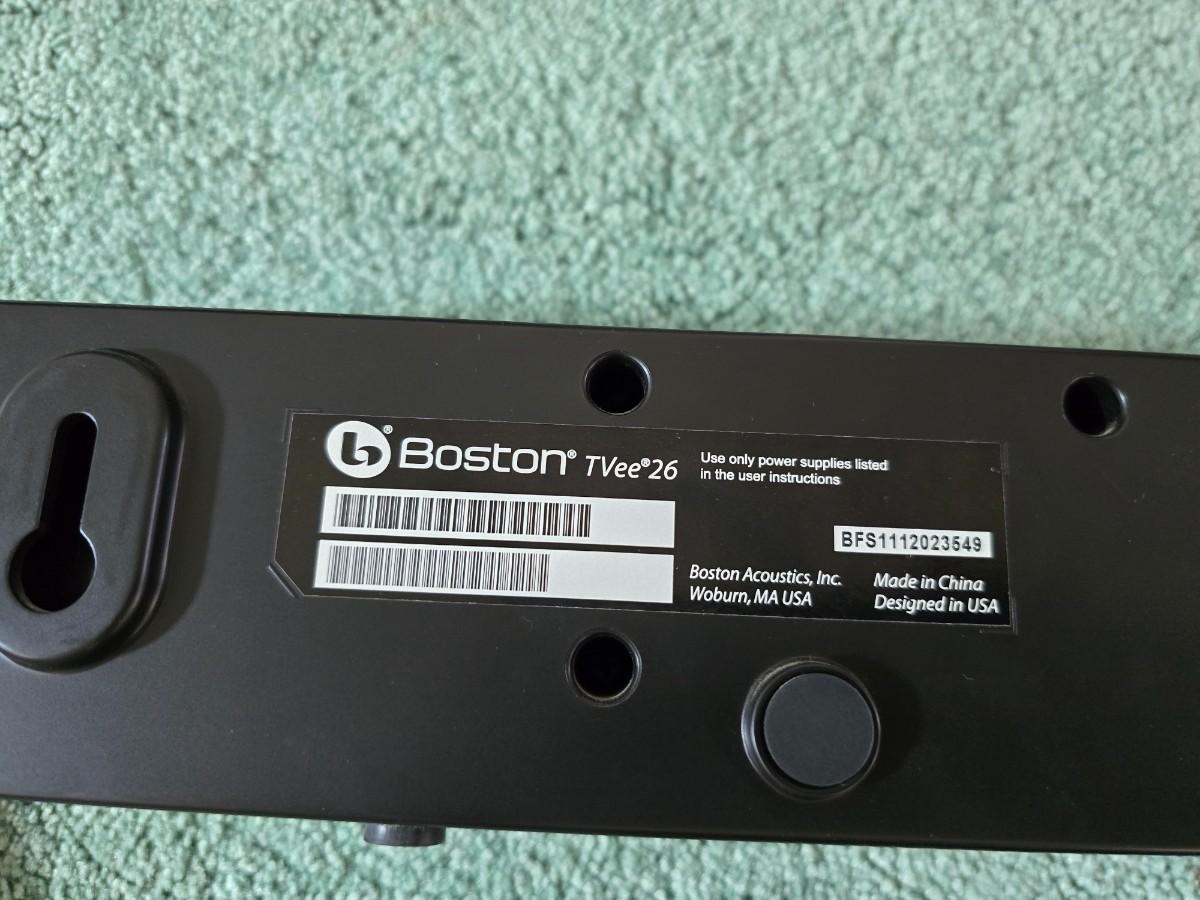 b® Boston® TVee®26
Use only power supplies listed
in the user instructions
BFS1112023549
Boston Acoustics, Inc.
Woburn, MA USA
Made in China
Designed in USA